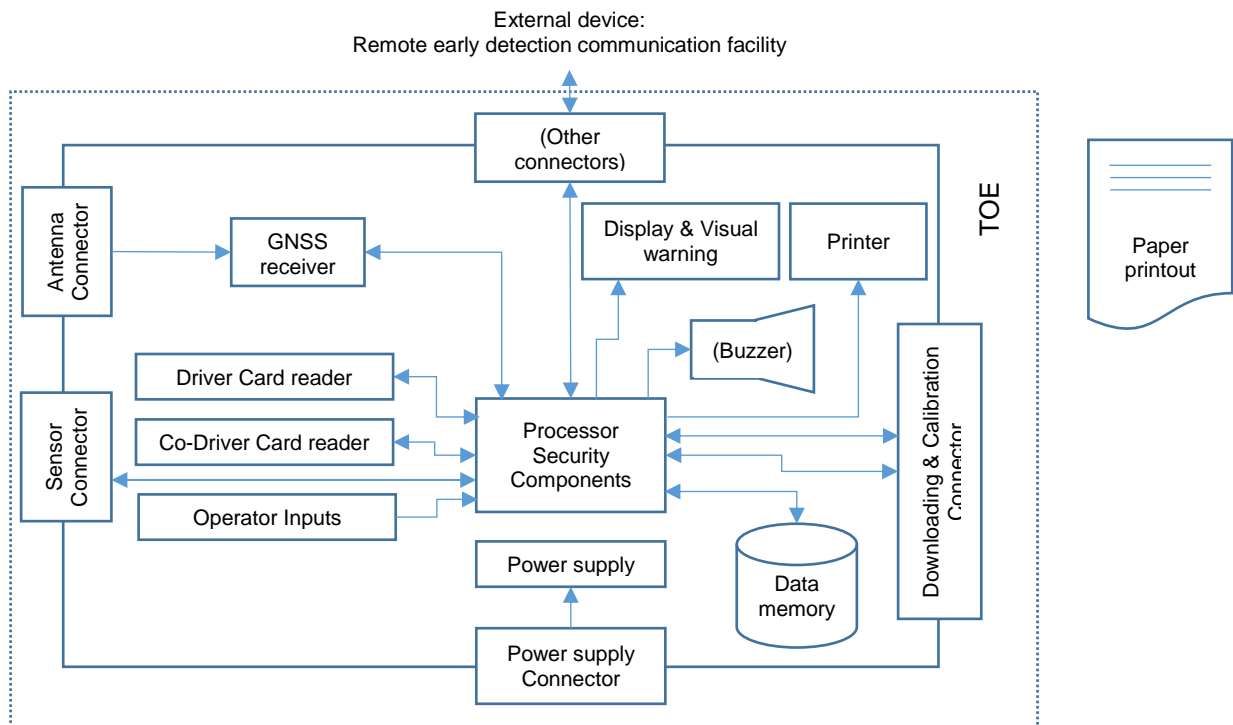 External device:
Remote early detection communication facility
(Other
connectors)
TOE
Antenna
Connector
GNSS
receiver
Display & Visual
warning
Printer
Paper
printout
(Buzzer)
Driver Card reader
Sensor
Connector
Co-Driver Card reader
Processor
Security
Components
Downloading & Calibration
Connector
Operator Inputs
Power supply
Data
memory
Power supply
Connector